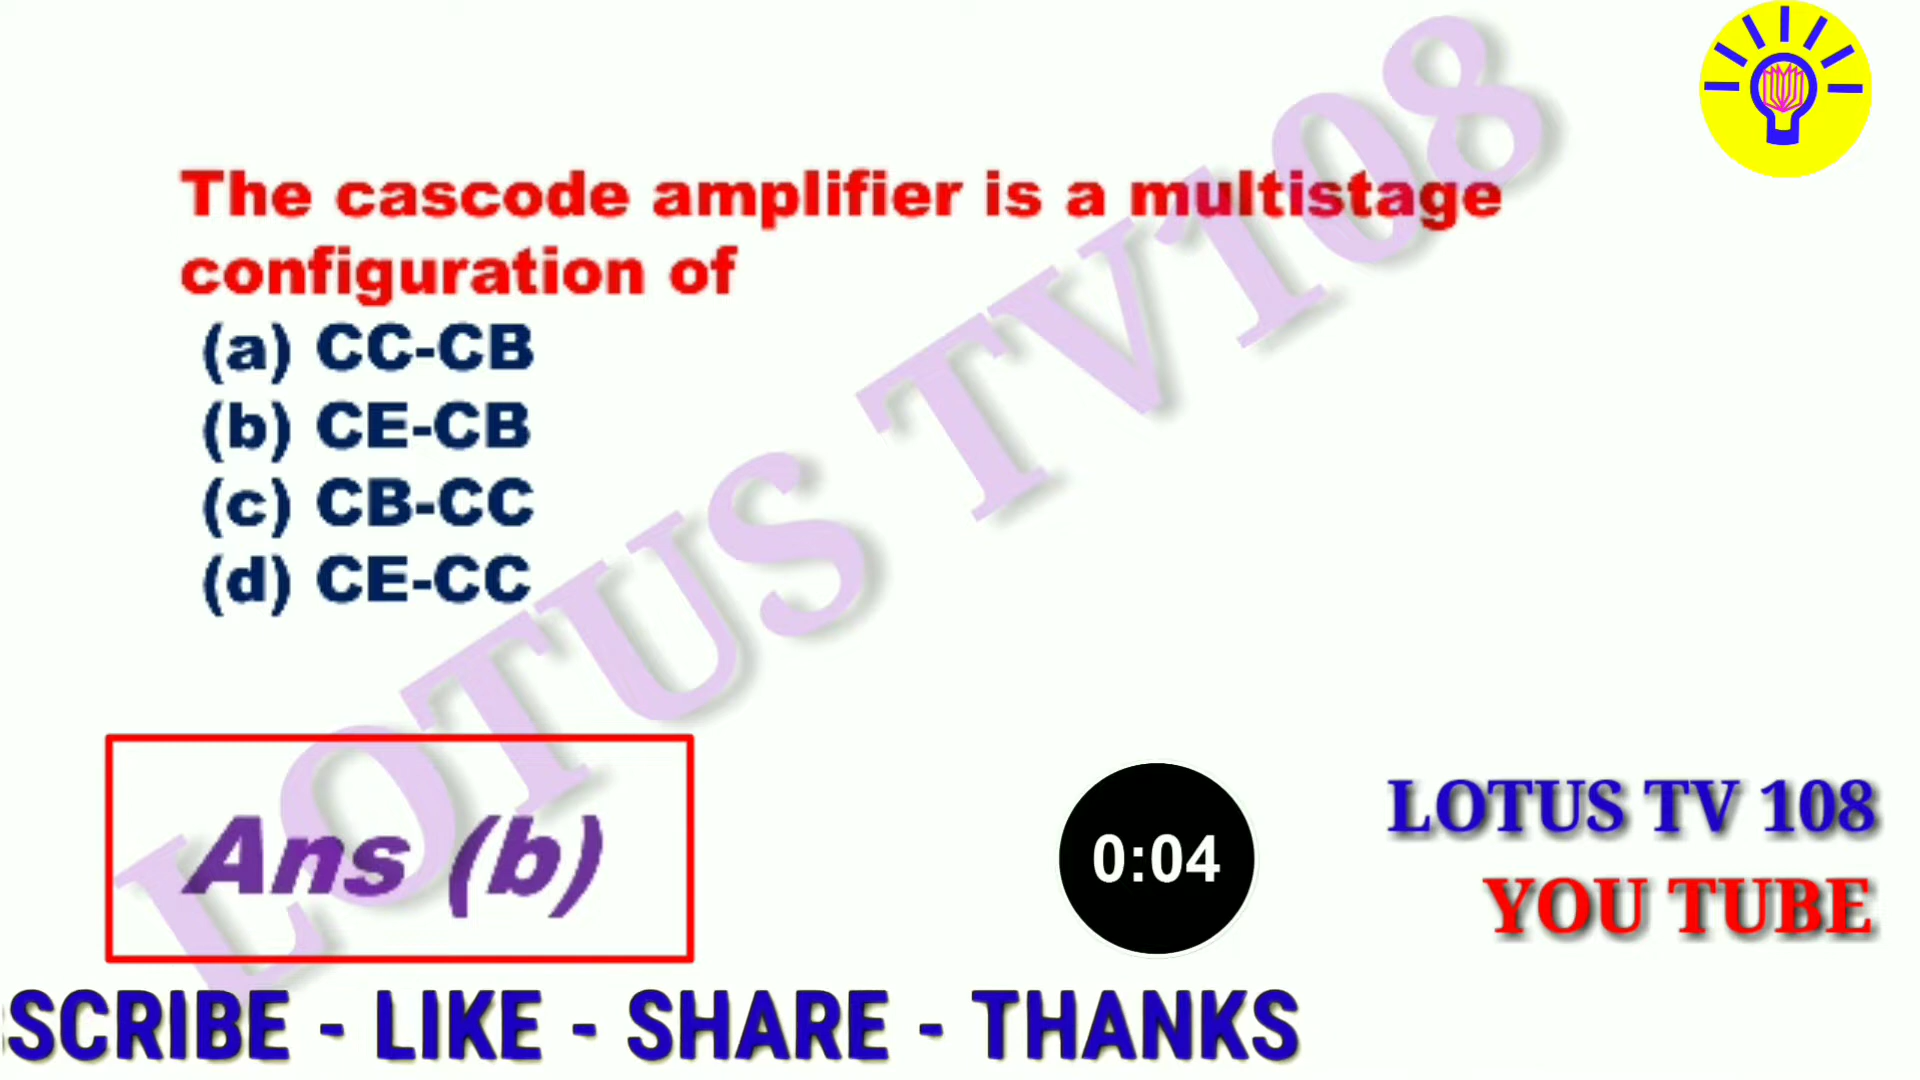 The cascode amplifier is a multistage
configuration of
(a) CC-CB
(b) CE-CB
(c) CB-CC
(d) CE-CC
LOTUS TV108
Ans (b)
0:04
LOTUS TV 108
YOU TUBE
SCRIBE - LIKE - SHARE - THANKS